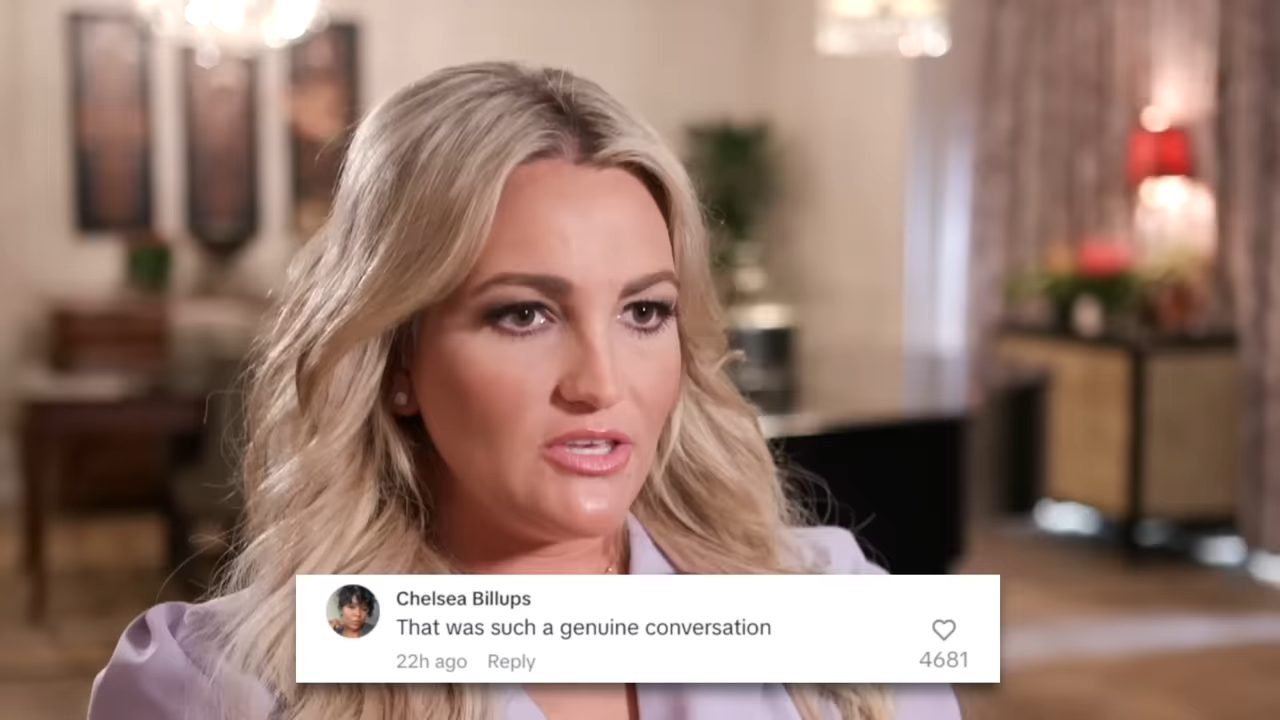 Chelsea Billups
That was such a genuine conversation
22h ago Reply
4681